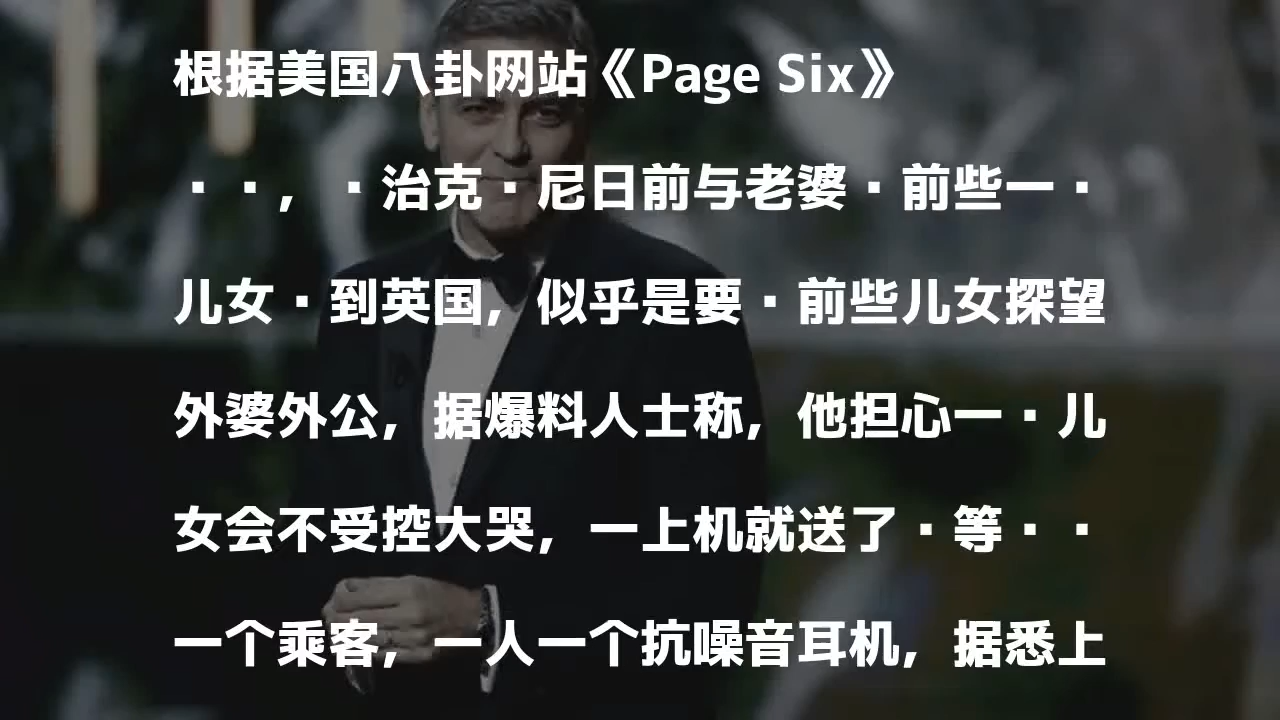 根据美国八卦网站《Page Six》
··，·治克·尼日前与老婆·前些一·
儿女·到英国，似乎是要·前些儿女探望
外婆外公，据爆料人士称，他担心一·儿
女会不受控大哭，一上机就送了·等··
一个乘客，一人一个抗噪音耳机，据悉上